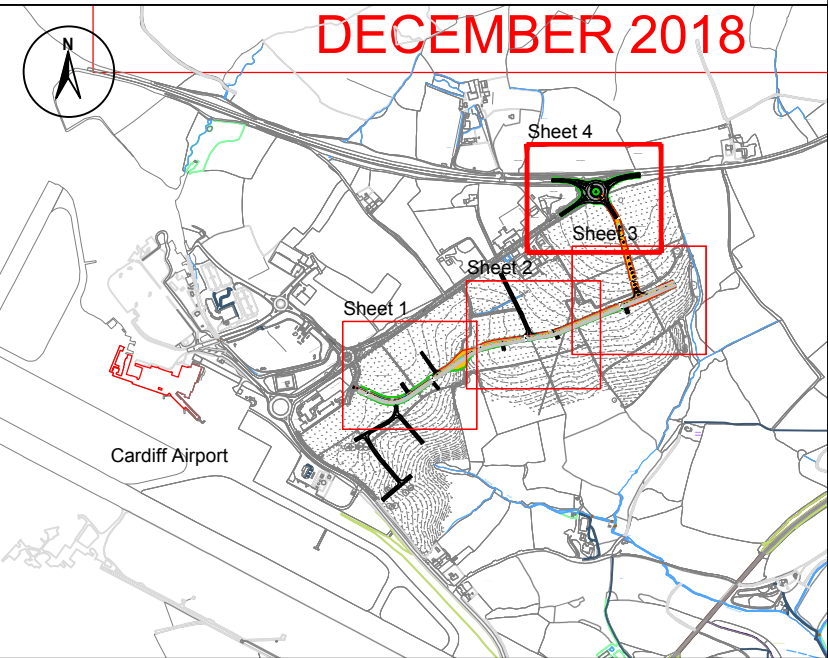 DECEMBER 2018
N
Sheet 4
Sheet 3
Sheet 2
Sheet 1
Cardiff Airport